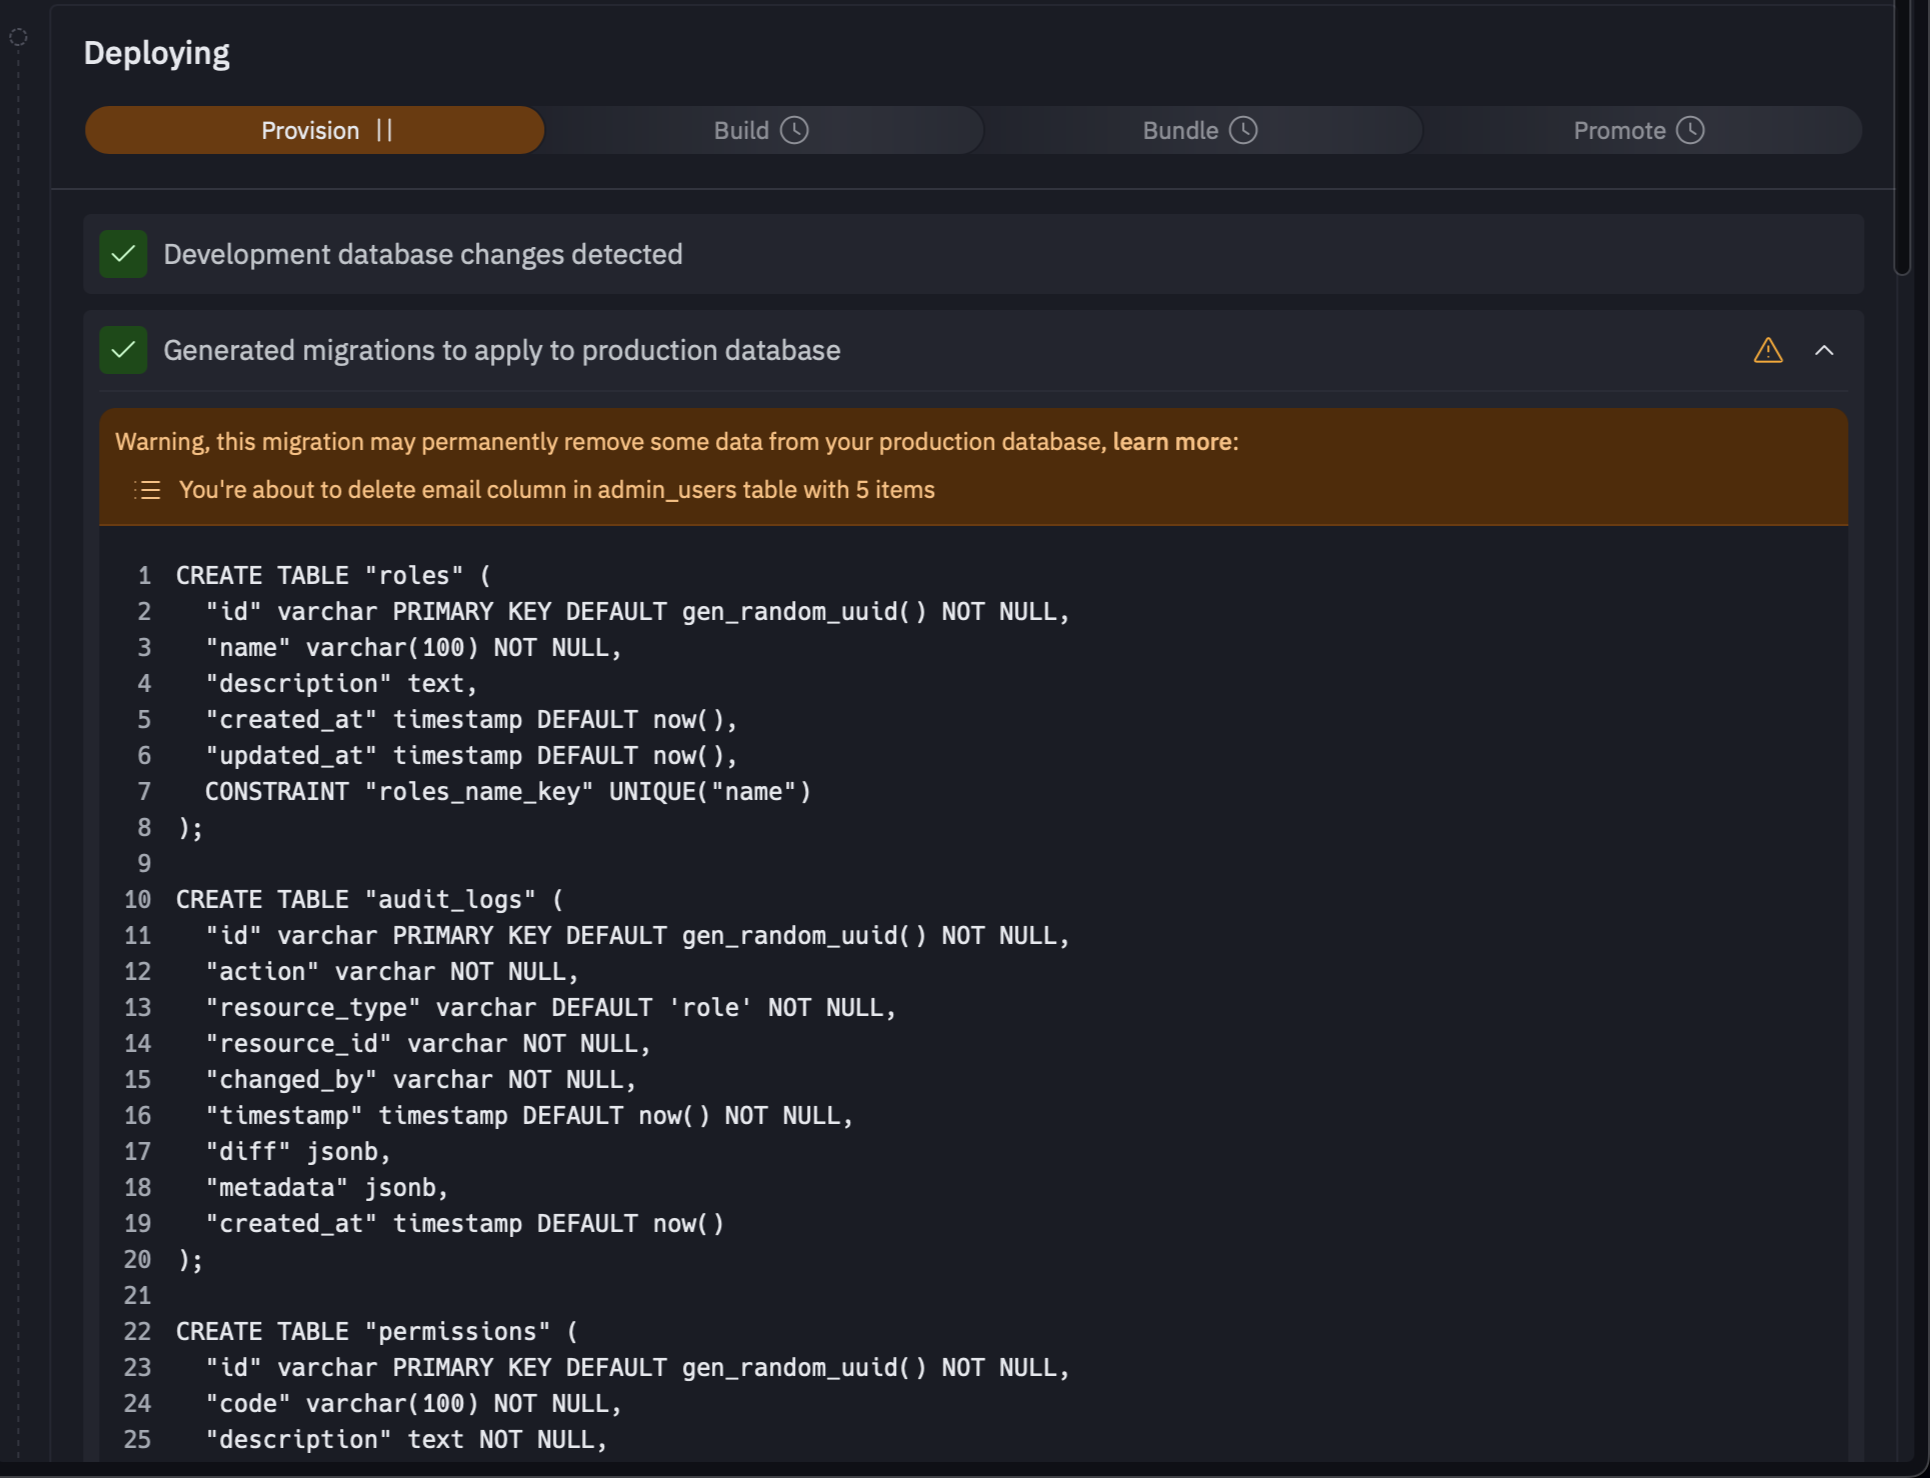 Deploying
Provision
Build
Bundle
Promote
Development database changes detected
Generated migrations to apply to production database
Warning, this migration may permanently remove some data from your production database, learn more:
You're about to delete email column in admin_users table with 5 items
1 CREATE TABLE "roles" (
2   "id" varchar PRIMARY KEY DEFAULT gen_random_uuid() NOT NULL,
3   "name" varchar(100) NOT NULL,
4   "description" text,
5   "created_at" timestamp DEFAULT now(),
6   "updated_at" timestamp DEFAULT now(),
7   CONSTRAINT "roles_name_key" UNIQUE("name")
8 );
9
10 CREATE TABLE "audit_logs" (
11   "id" varchar PRIMARY KEY DEFAULT gen_random_uuid() NOT NULL,
12   "action" varchar NOT NULL,
13   "resource_type" varchar DEFAULT 'role' NOT NULL,
14   "resource_id" varchar NOT NULL,
15   "changed_by" varchar NOT NULL,
16   "timestamp" timestamp DEFAULT now() NOT NULL,
17   "diff" jsonb,
18   "metadata" jsonb,
19   "created_at" timestamp DEFAULT now()
20 );
21
22 CREATE TABLE "permissions" (
23   "id" varchar PRIMARY KEY DEFAULT gen_random_uuid() NOT NULL,
24   "code" varchar(100) NOT NULL,
25   "description" text NOT NULL,